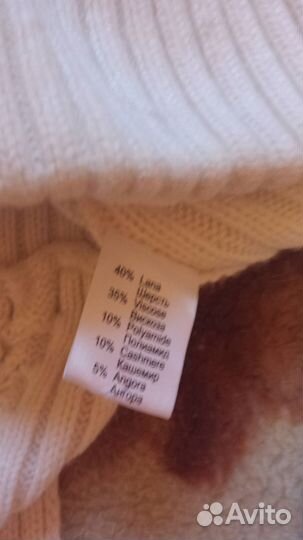 40% Lana
Шерсть
35% Viscose
Вискоза
10% Polyamide
Полиамид
10% Cashmere
Кашемир
5% Angora
Ангора
Avito